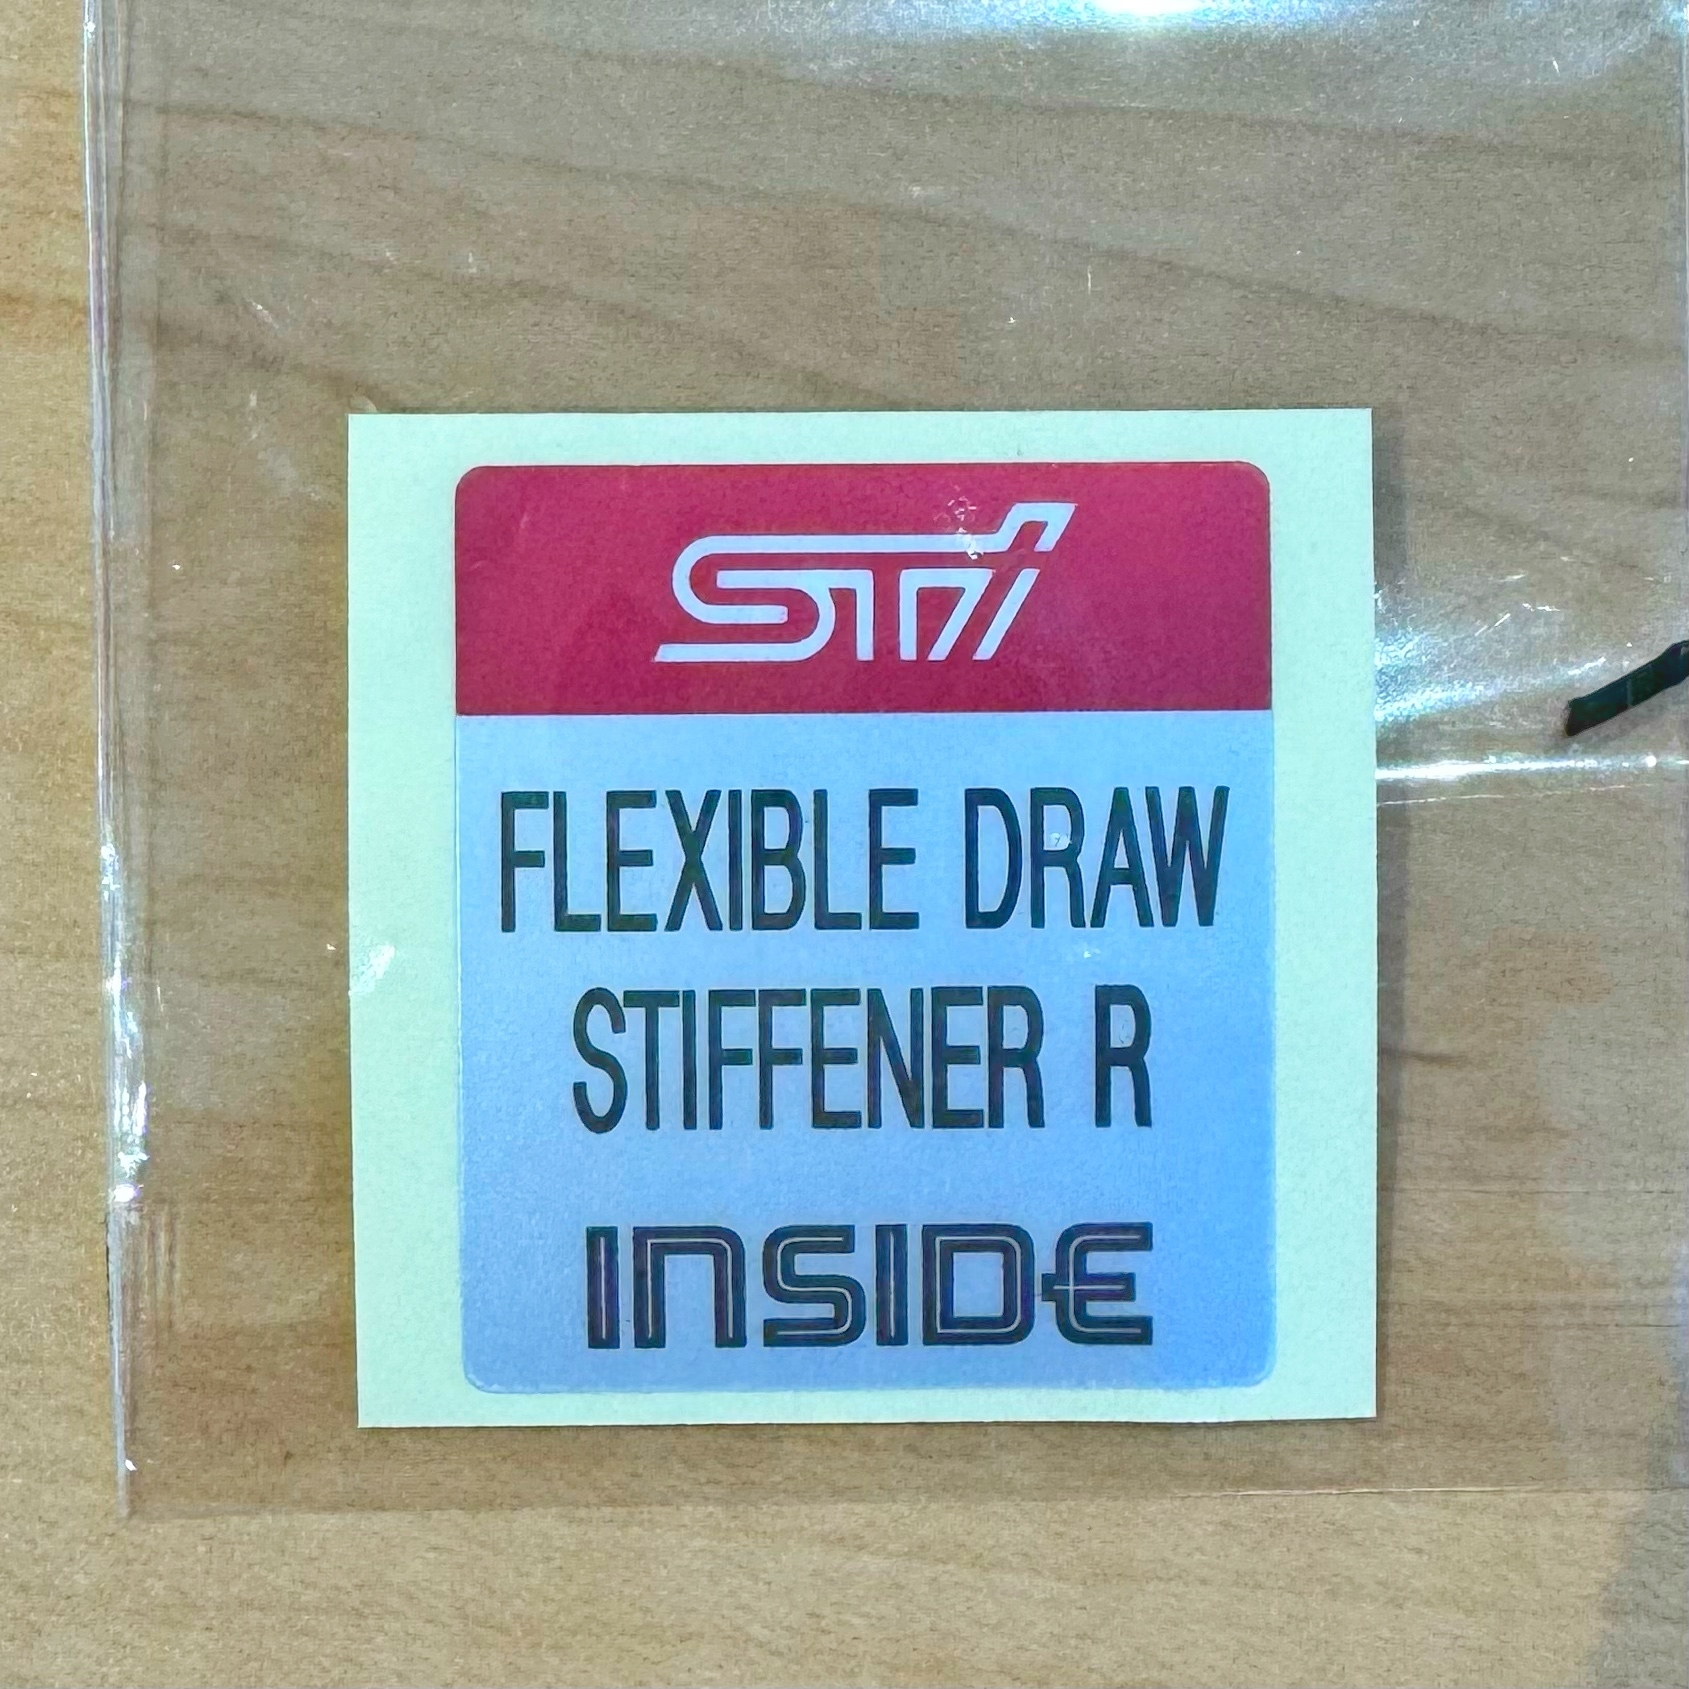 STi
FLEXIBLE DRAW
STIFFENER R
INSIDE